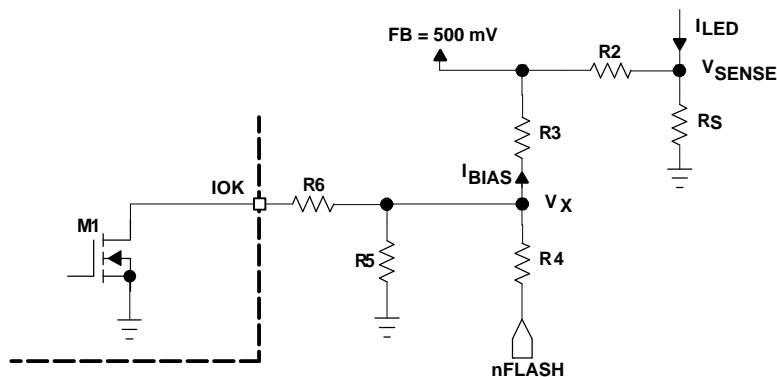 FB = 500 mV
ILED
R2
VSENSE
RS
R3
IBIAS
IOK
R6
VX
M1
R5
R4
nFLASH